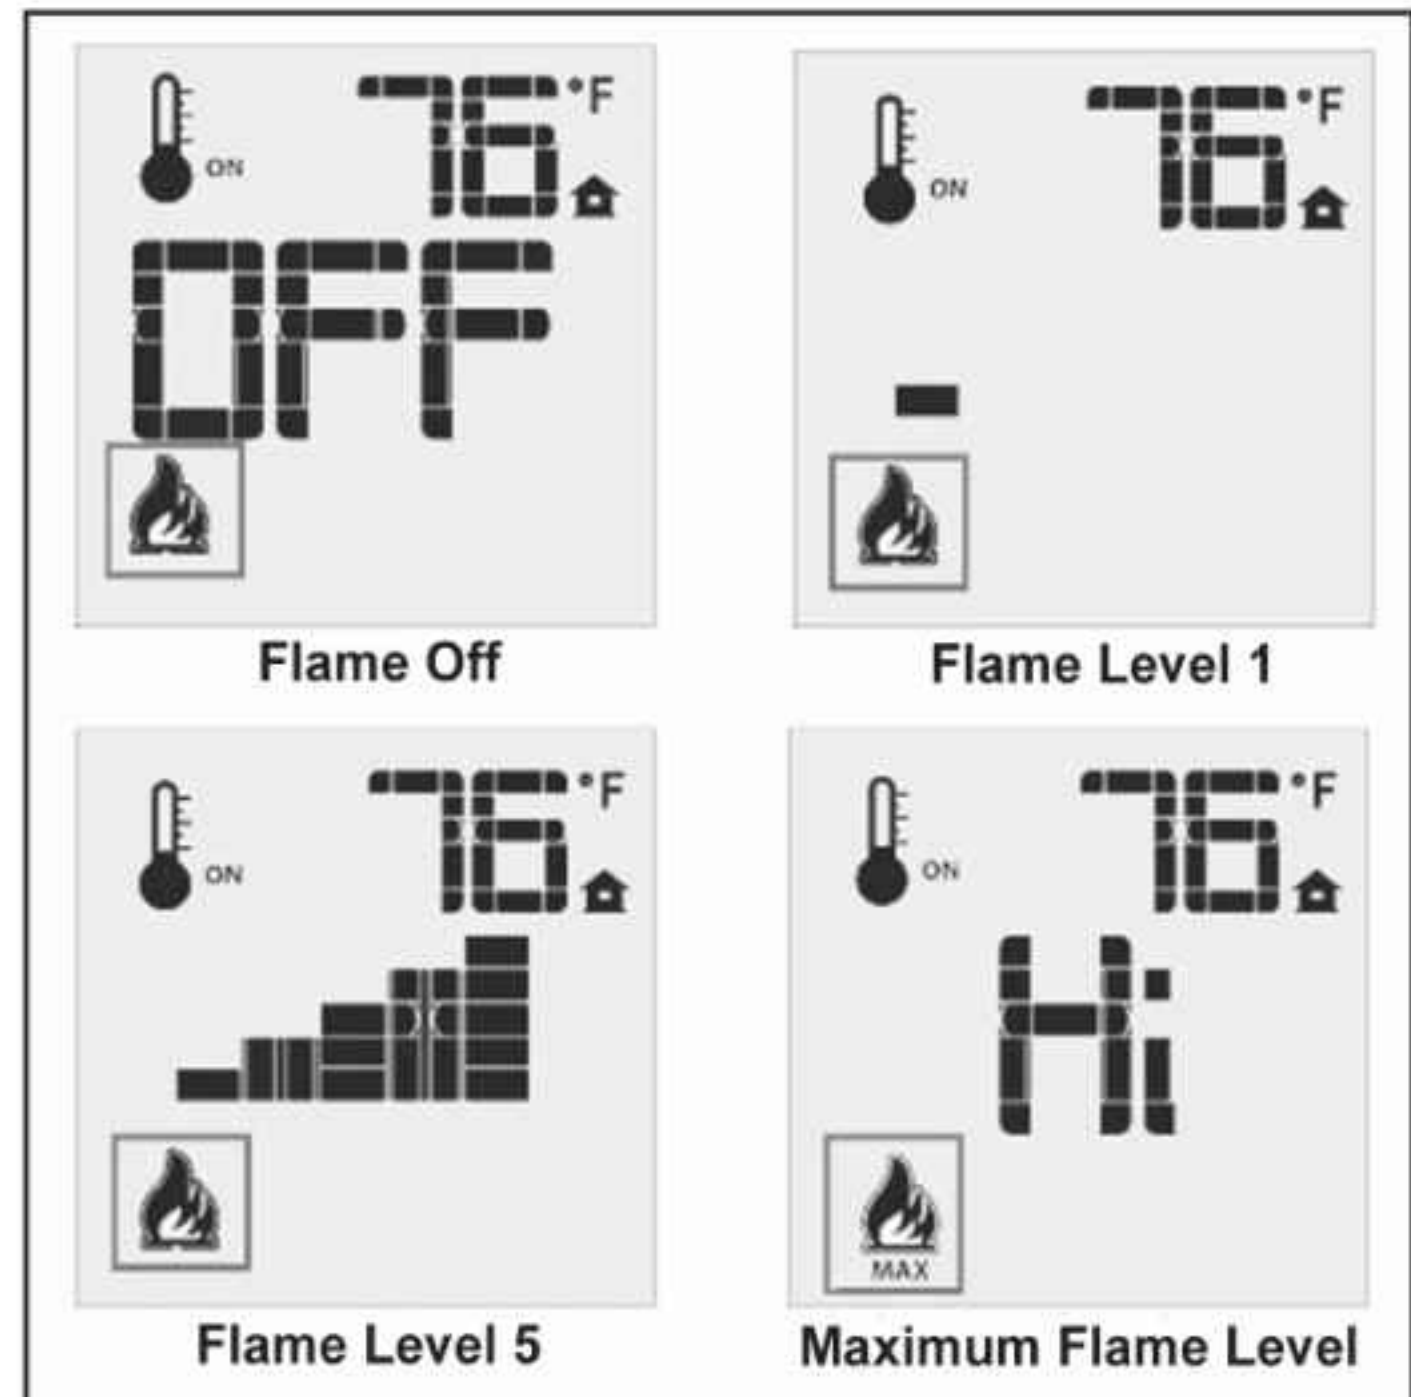 76 °F
ON
OFF
Flame Off
76 °F
ON
Flame Level 1
76 °F
ON
Flame Level 5
76 °F
ON
Hi
MAX
Maximum Flame Level